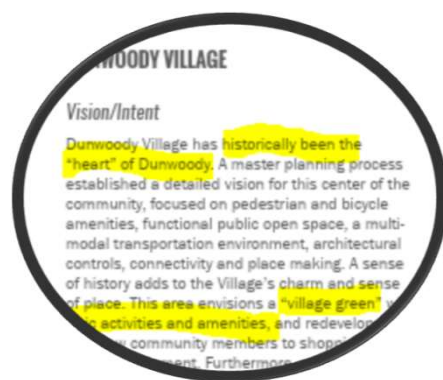 WOODY VILLAGE
Vision/Intent
Dunwoody Village has historically been the
“heart” of Dunwoody. A master planning process
established a detailed vision for this center of the
community, focused on pedestrian and bicycle
amenities, functional public open space, a multi-
modal transportation environment, architectural
controls, connectivity and place making. A sense
of history adds to the Village's charm and sense
of place. This area envisions a “village green”
activities and amenities, and redevelop
community members to shoppi
ment. Furthermore